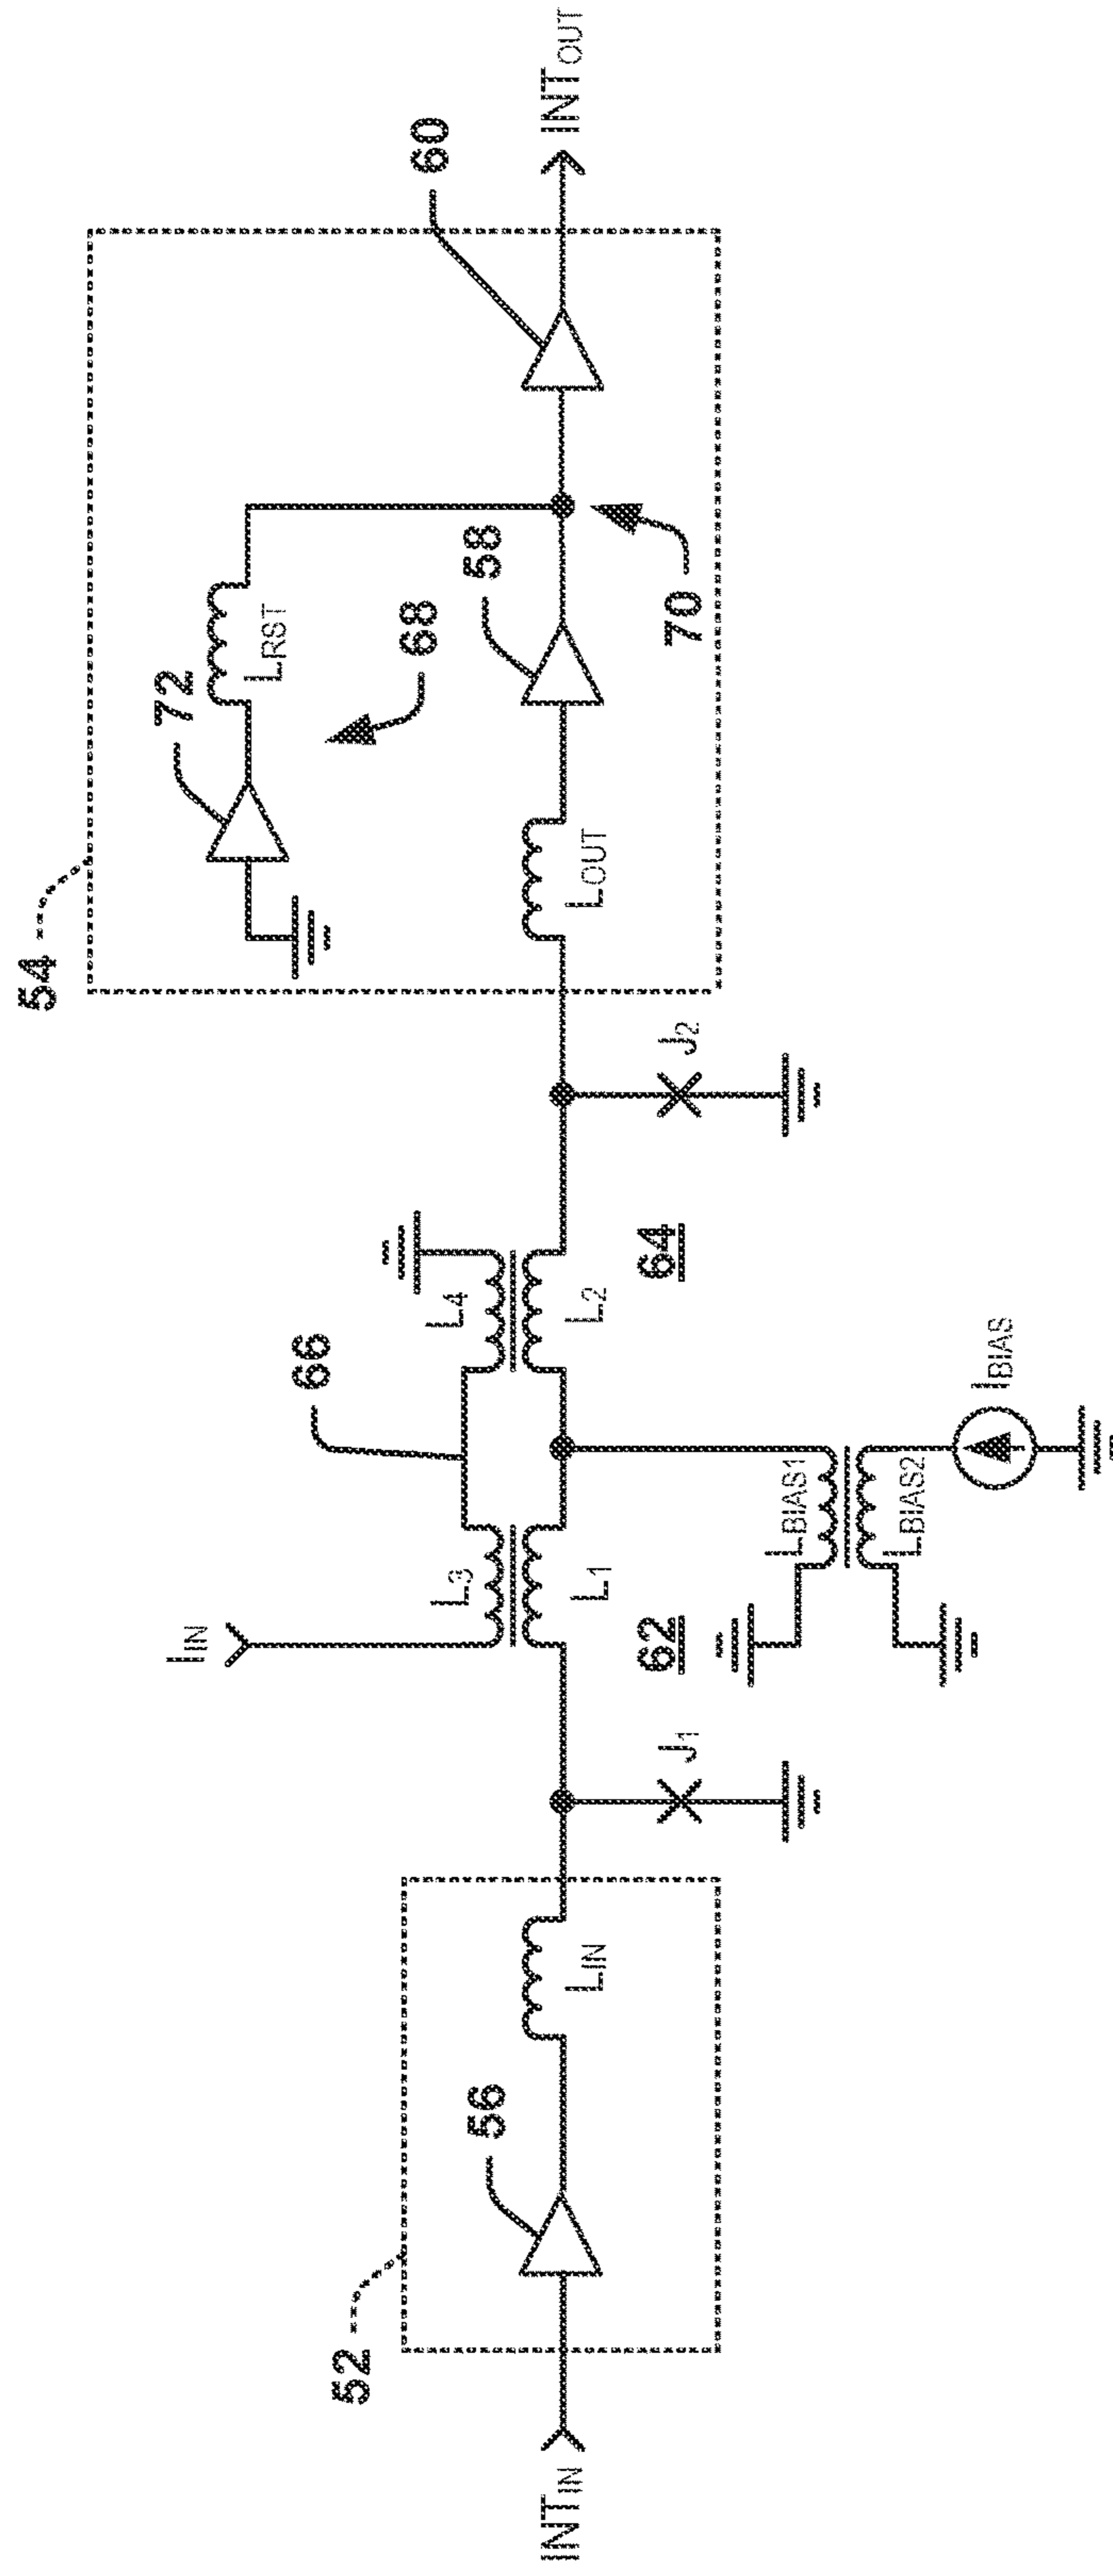 54
72
60
LRST
68
58
INTOUT
70
LOUT
66
IIN
L3
L4
L1
L2
J2
64
62
J1
LBIAS1
LBIAS2
IBIAS
52
56
LIN
INTIN